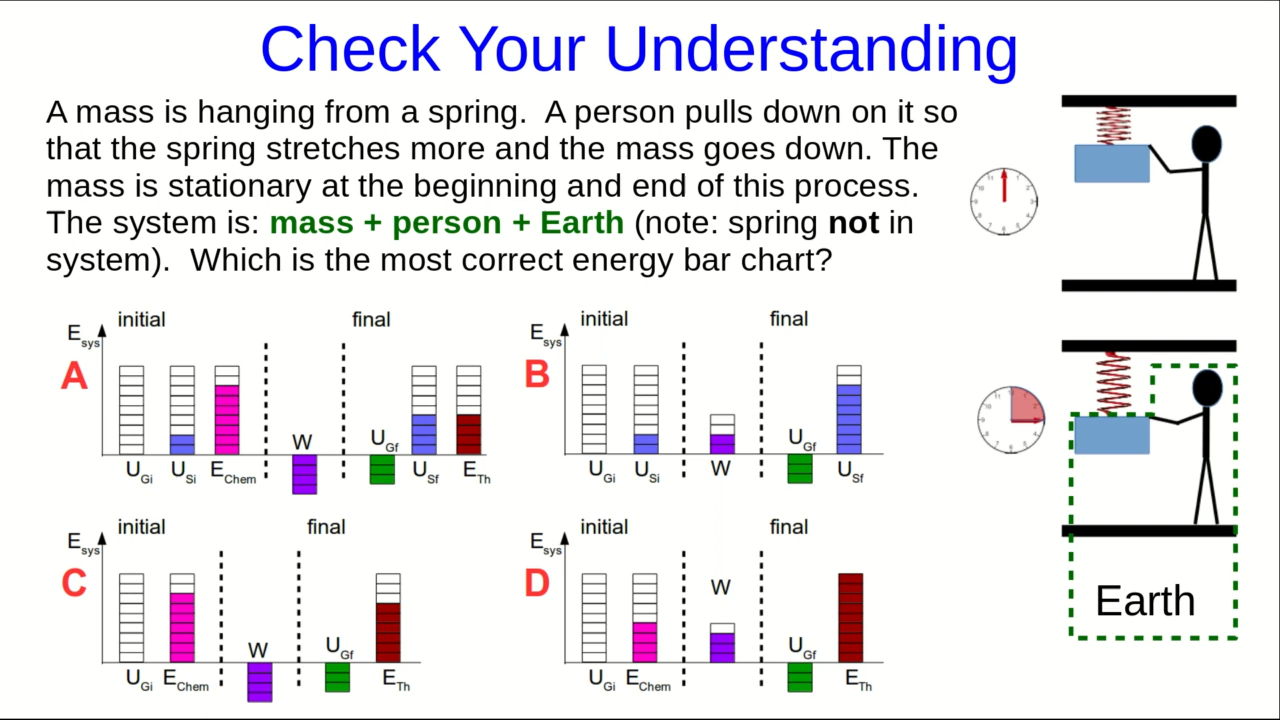 Check Your Understanding
A mass is hanging from a spring.  A person pulls down on it so
that the spring stretches more and the mass goes down. The
mass is stationary at the beginning and end of this process.
The system is: mass + person + Earth (note: spring not in
system).  Which is the most correct energy bar chart?
A
E sys
initial
final
W
U Gf
U Gi
U Si
E Chem
U Sf
E Th
B
E sys
initial
final
U Gf
U Gi
U Si
W
U Sf
C
E sys
initial
final
W
U Gf
U Gi
E Chem
E Th
D
E sys
initial
final
W
U Gf
U Gi
E Chem
E Th
Earth